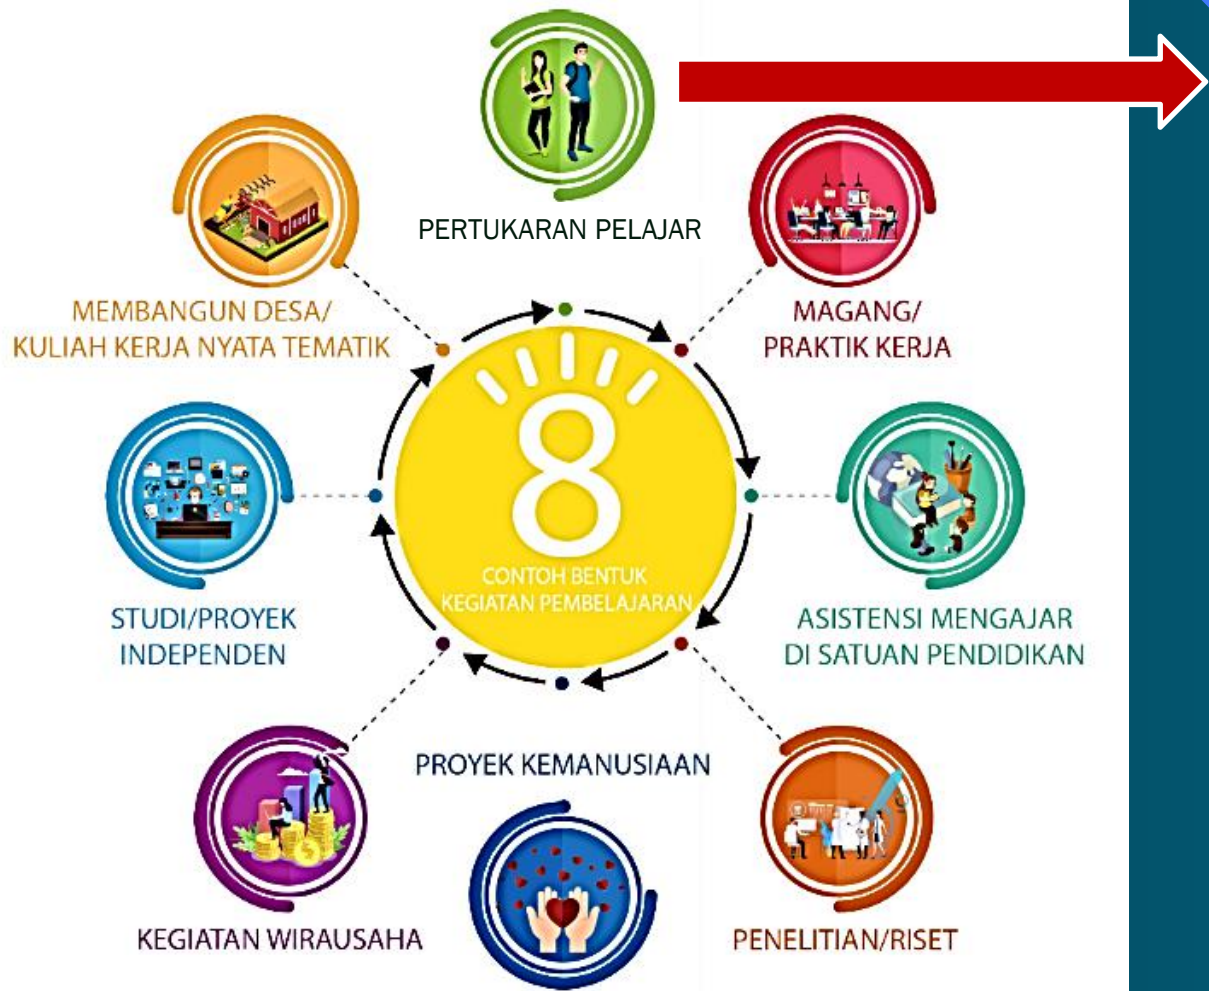 PERTUKARAN PELAJAR
MAGANG/
PRAKTIK KERJA
ASISTENSI MENGAJAR
DI SATUAN PENDIDIKAN
PENELITIAN/RISET
PROYEK KEMANUSIAAN
KEGIATAN WIRAUSAHA
STUDI/PROYEK
INDEPENDEN
MEMBANGUN DESA/
KULIAH KERJA NYATA TEMATIK
8
CONTOH BENTUK
KEGIATAN PEMBELAJARAN